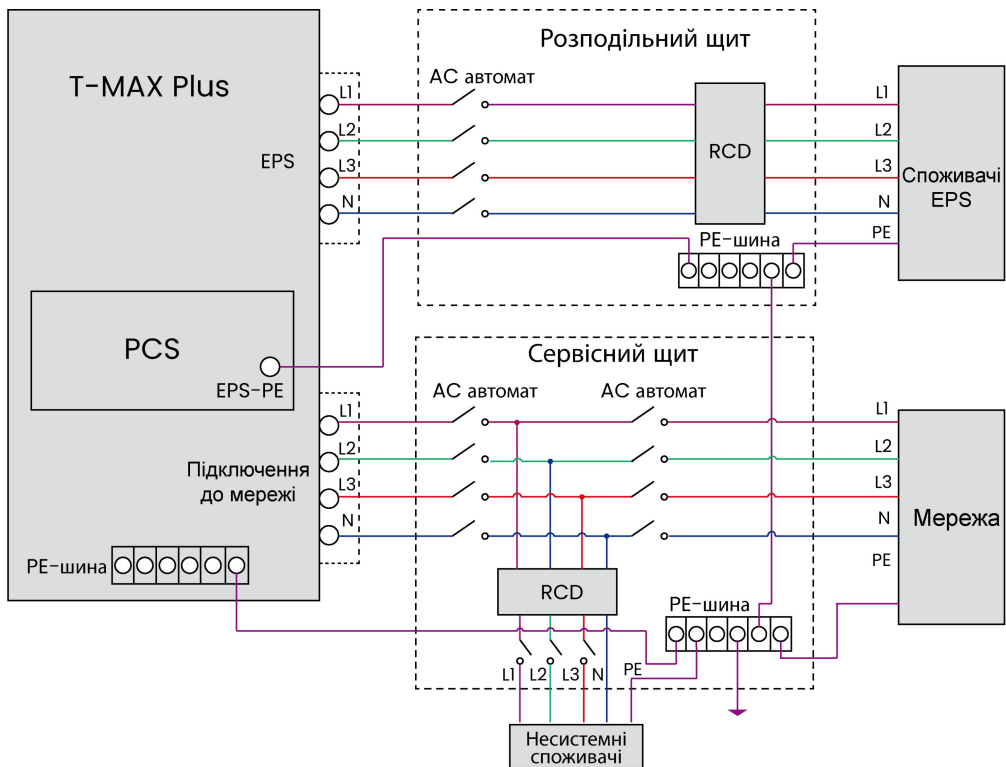 Розподільний щит
T-MAX Plus
AC автомат
L1
L2
L3
N
EPS
RCD
L1
L2
L3
N
PE
Споживачі
EPS
PE-шина
PCS
EPS-PE
Сервісний щит
AC автомат
AC автомат
L1
L2
L3
N
Підключення
до мережі
L1
L2
L3
N
PE
Мережа
PE-шина
RCD
PE-шина
L1
L2
L3
N
PE
Несистемні
споживачі